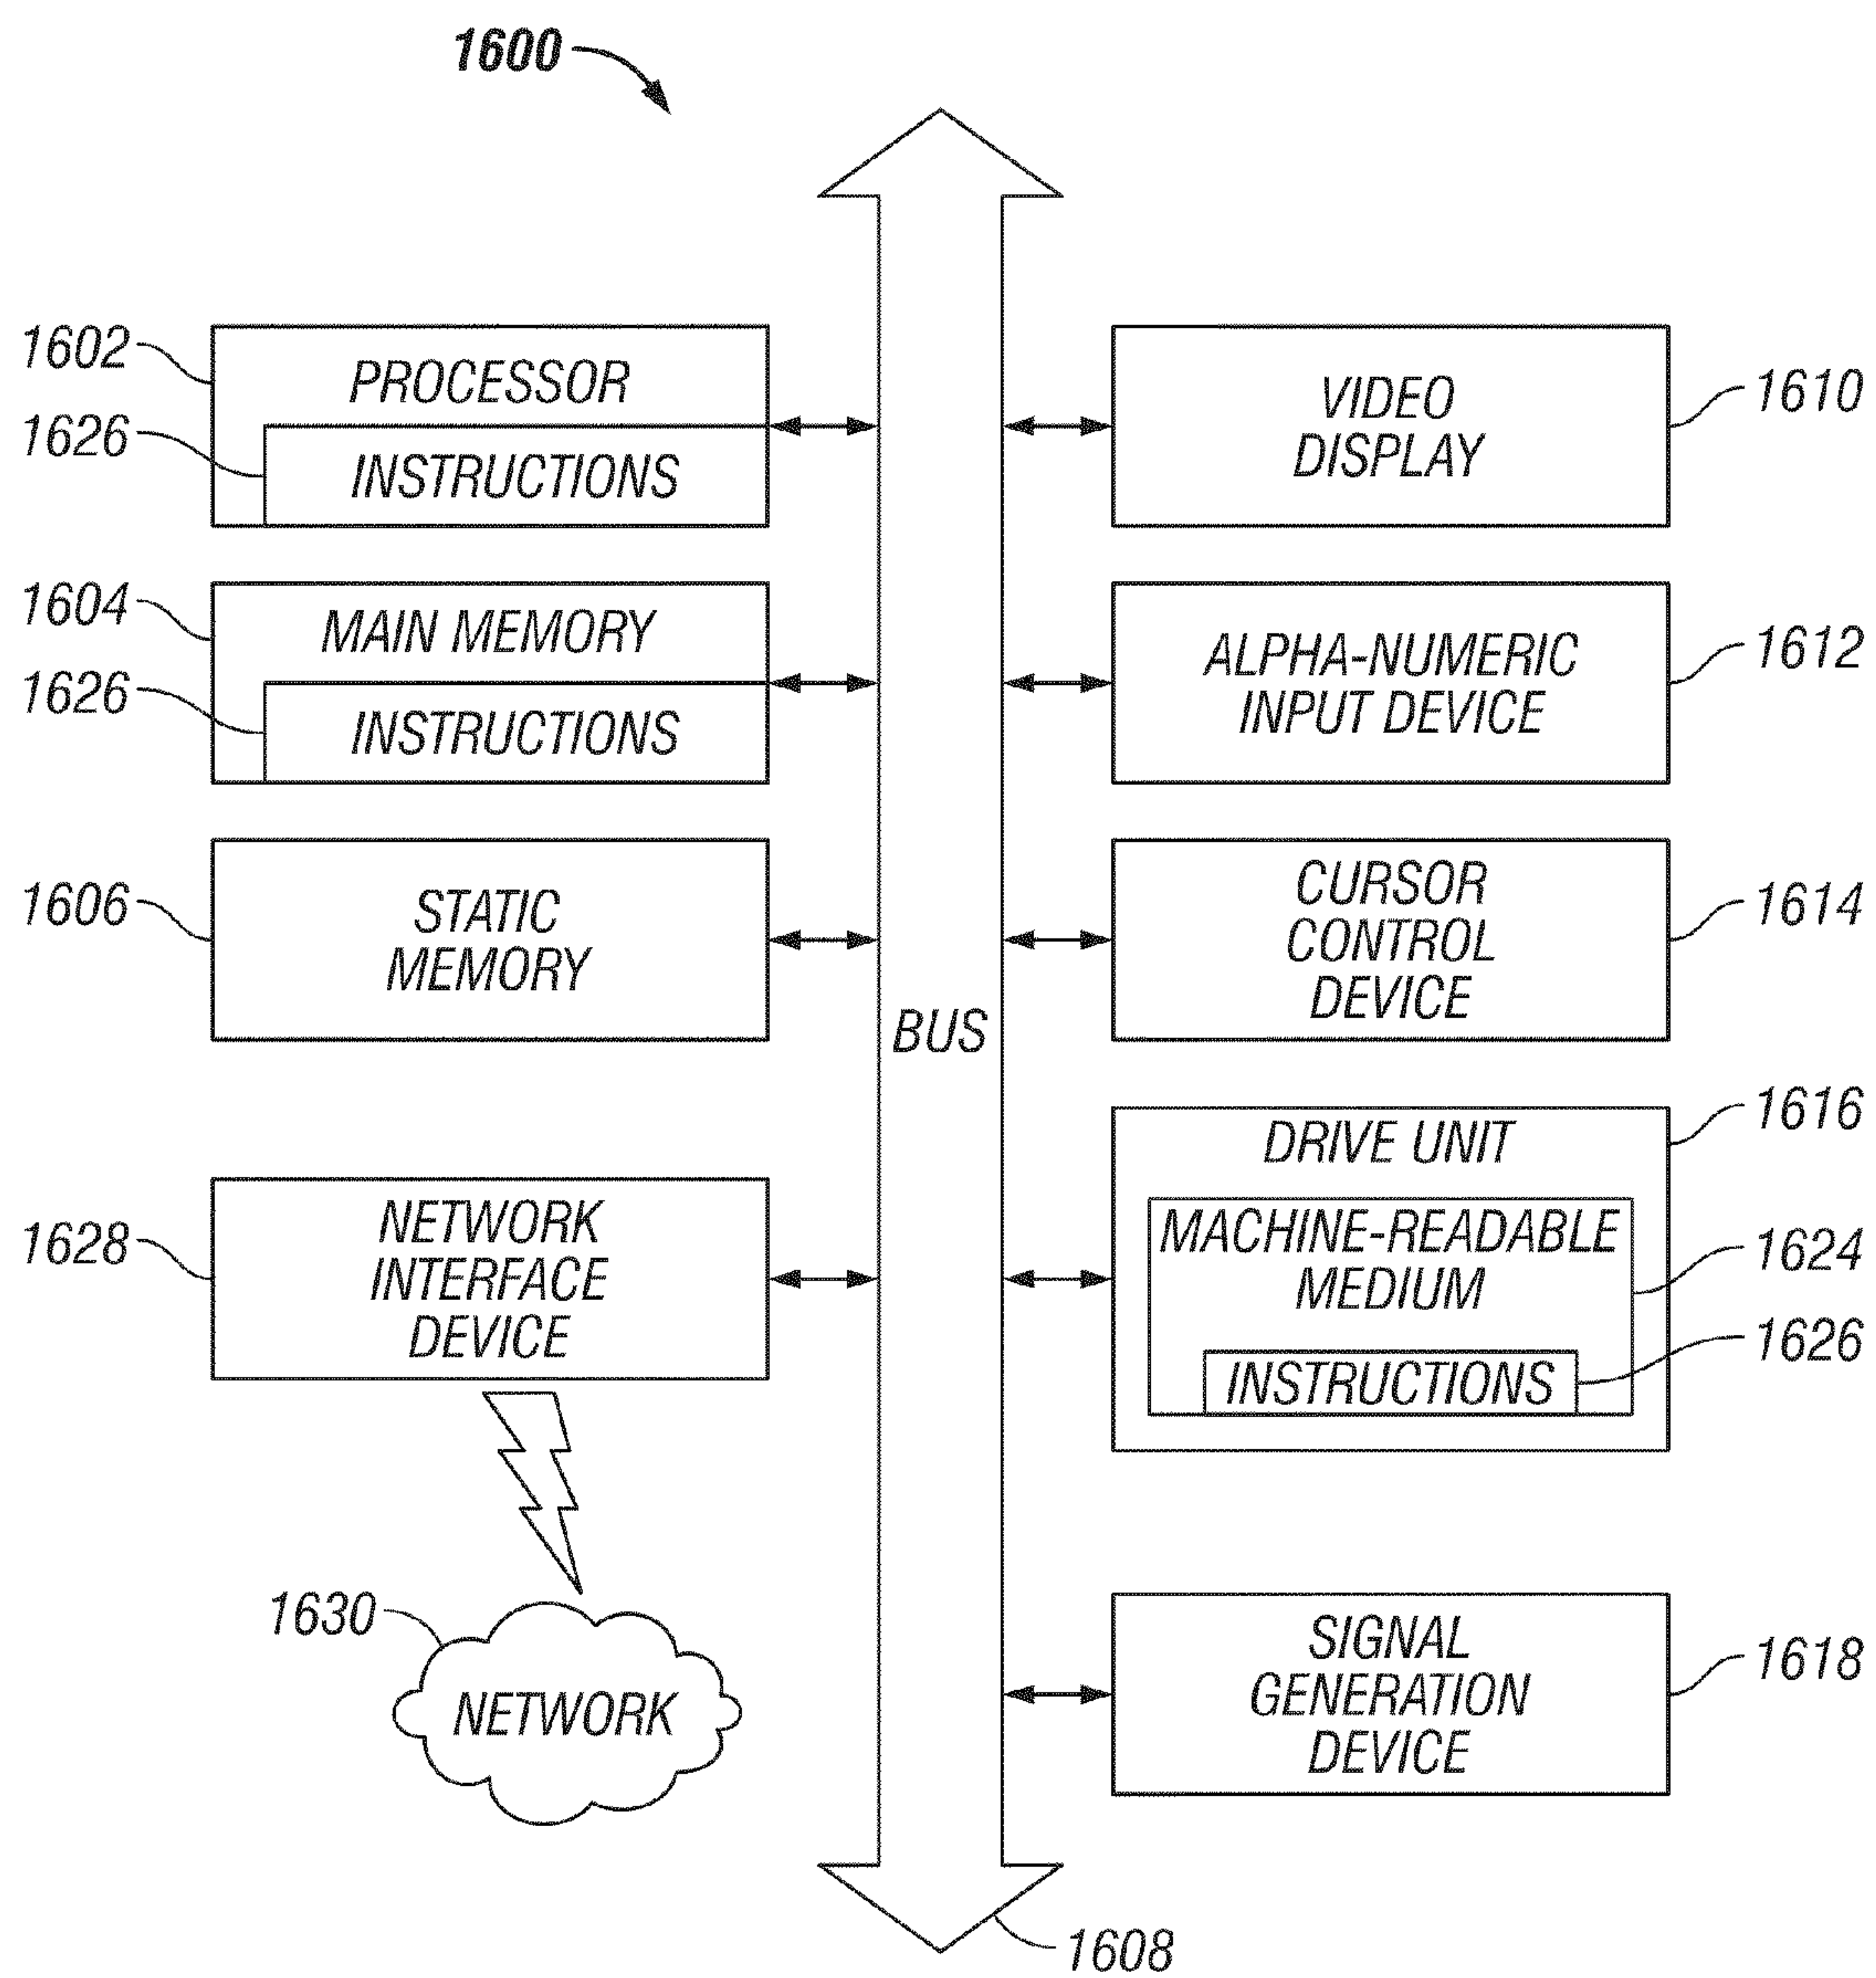 1600
1602
PROCESSOR
1626
INSTRUCTIONS
1604
MAIN MEMORY
1626
INSTRUCTIONS
1606
STATIC
MEMORY
1628
NETWORK
INTERFACE
DEVICE
1630
NETWORK
BUS
1608
VIDEO
DISPLAY
1610
ALPHA-NUMERIC
INPUT DEVICE
1612
CURSOR
CONTROL
DEVICE
1614
DRIVE UNIT
1616
MACHINE-READABLE
MEDIUM
1624
INSTRUCTIONS
1626
SIGNAL
GENERATION
DEVICE
1618